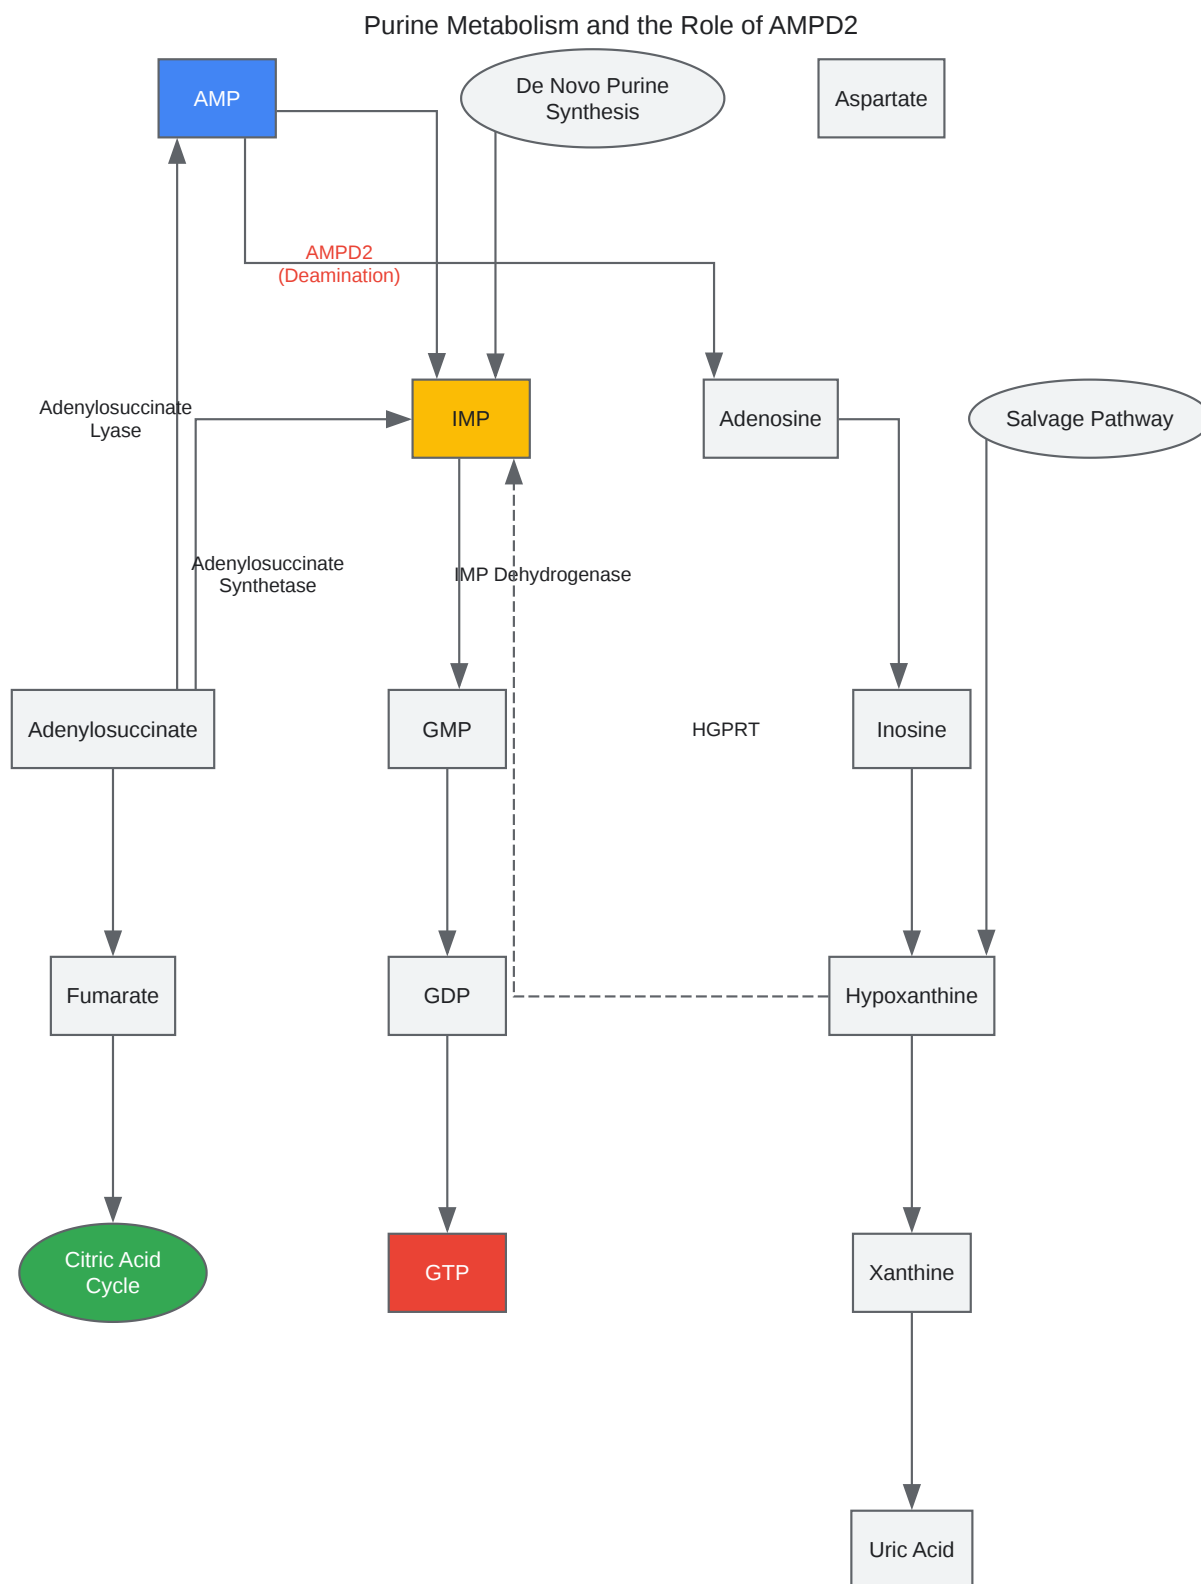 Purine Metabolism and the Role of AMPD2
AMP
De Novo Purine
Synthesis
Aspartate
AMPD2
(Deamination)
Adenylosuccinate
Lyase
IMP
Adenosine
Salvage Pathway
Adenylosuccinate
Synthetase
IMP Dehydrogenase
Adenylosuccinate
GMP
HGPRT
Inosine
Fumarate
GDP
Hypoxanthine
Citric Acid
Cycle
GTP
Xanthine
Uric Acid